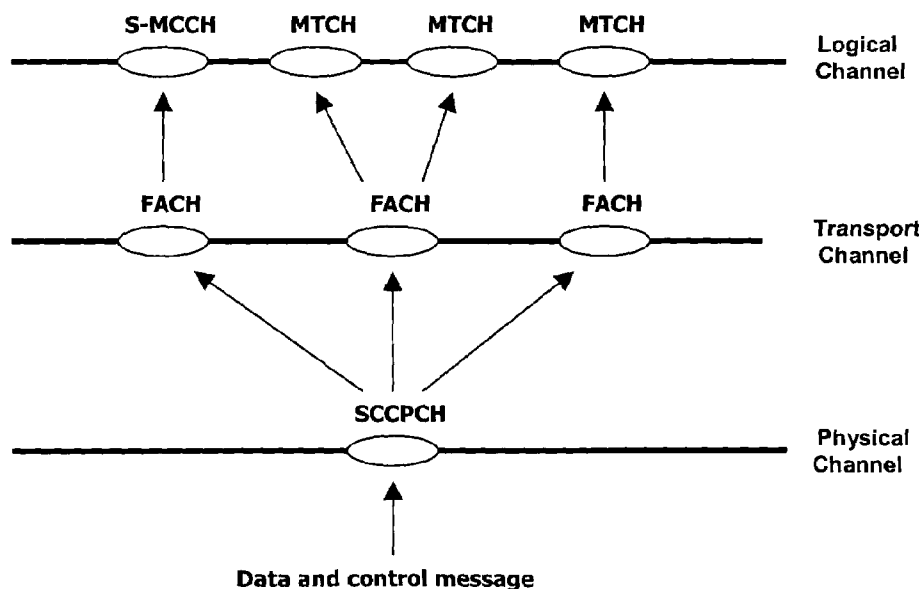 S-MCCH MTCH MTCH MTCH
Logical
Channel
FACH FACH FACH
Transport
Channel
SCCPCH
Physical
Channel
Data and control message